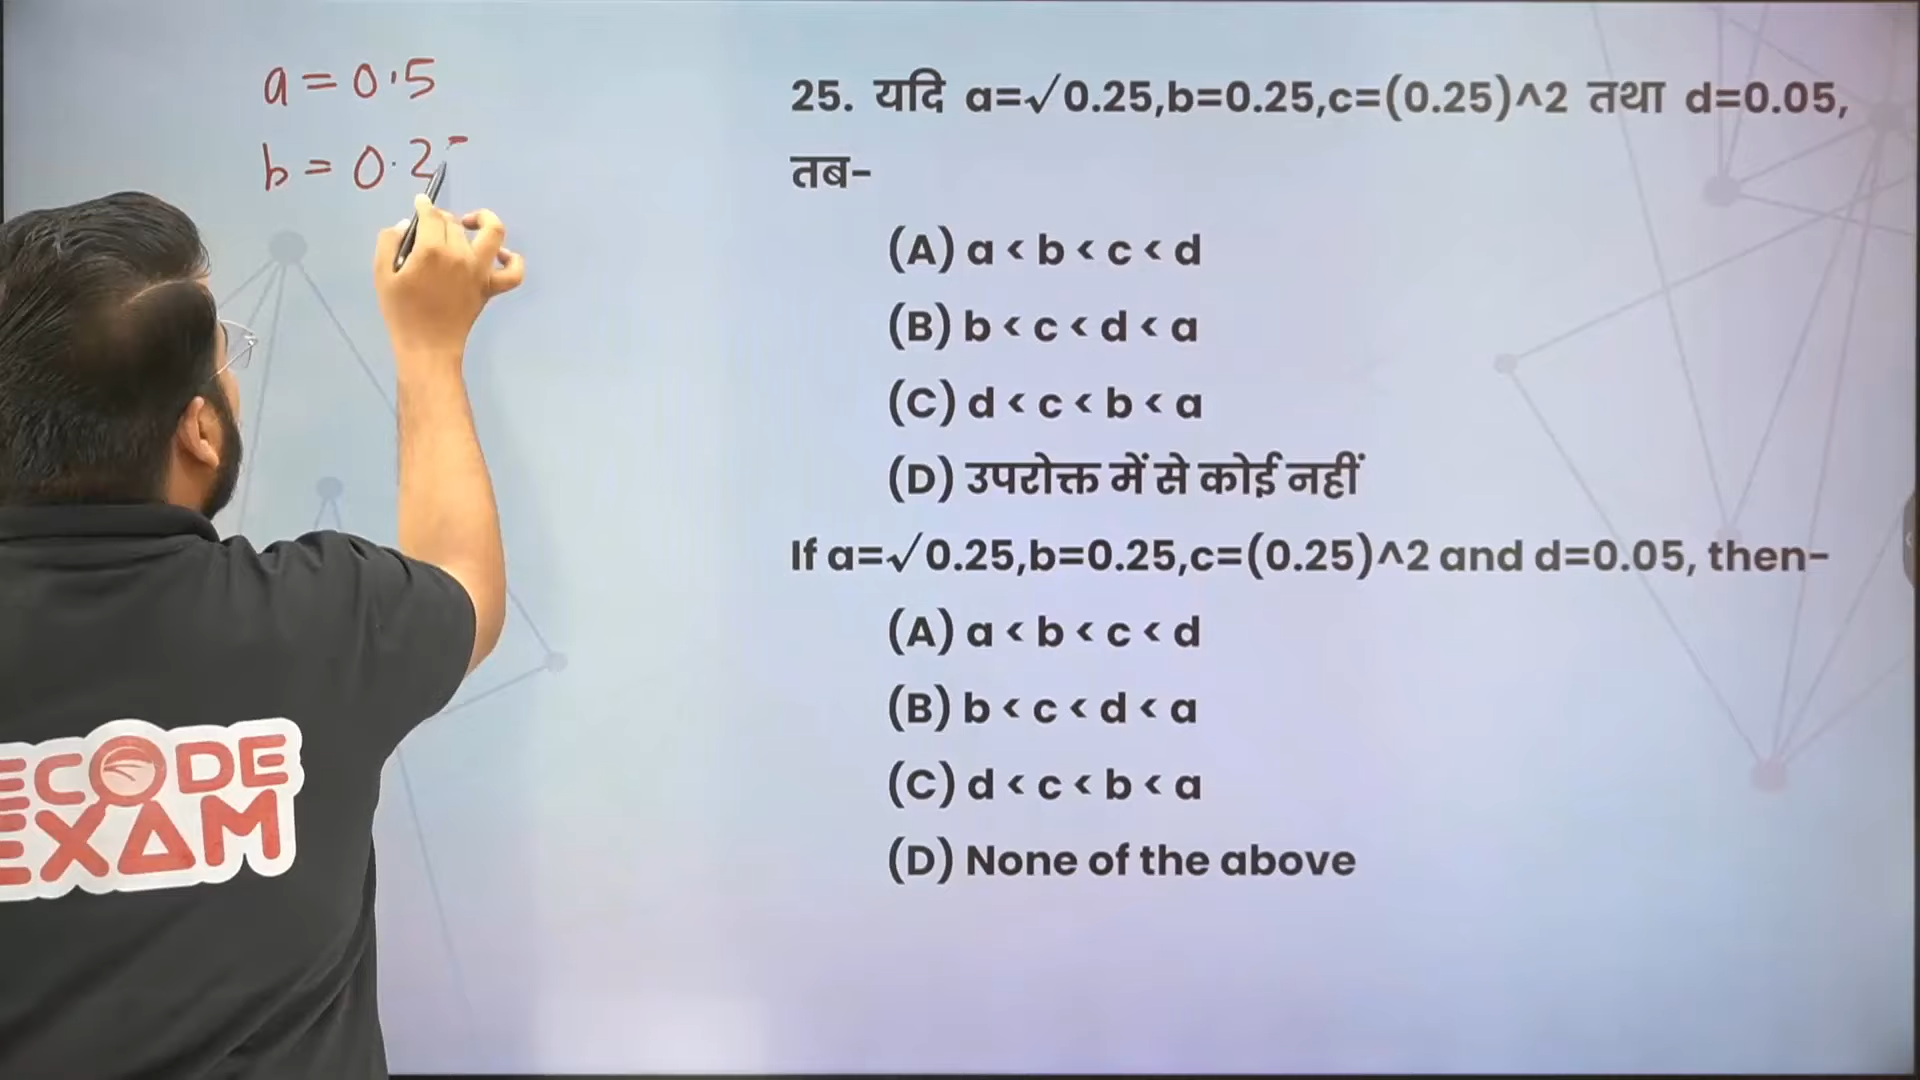 a = 0.5
b = 0.2
25. यदि a=√0.25,b=0.25,c=(0.25)^2 तथा d=0.05,
तब-
(A) a < b < c < d
(B) b < c < d < a
(C) d < c < b < a
(D) उपरोक्त में से कोई नहीं
If a=√0.25,b=0.25,c=(0.25)^2 and d=0.05, then-
(A) a < b < c < d
(B) b < c < d < a
(C) d < c < b < a
(D) None of the above
ECODE
EXAM